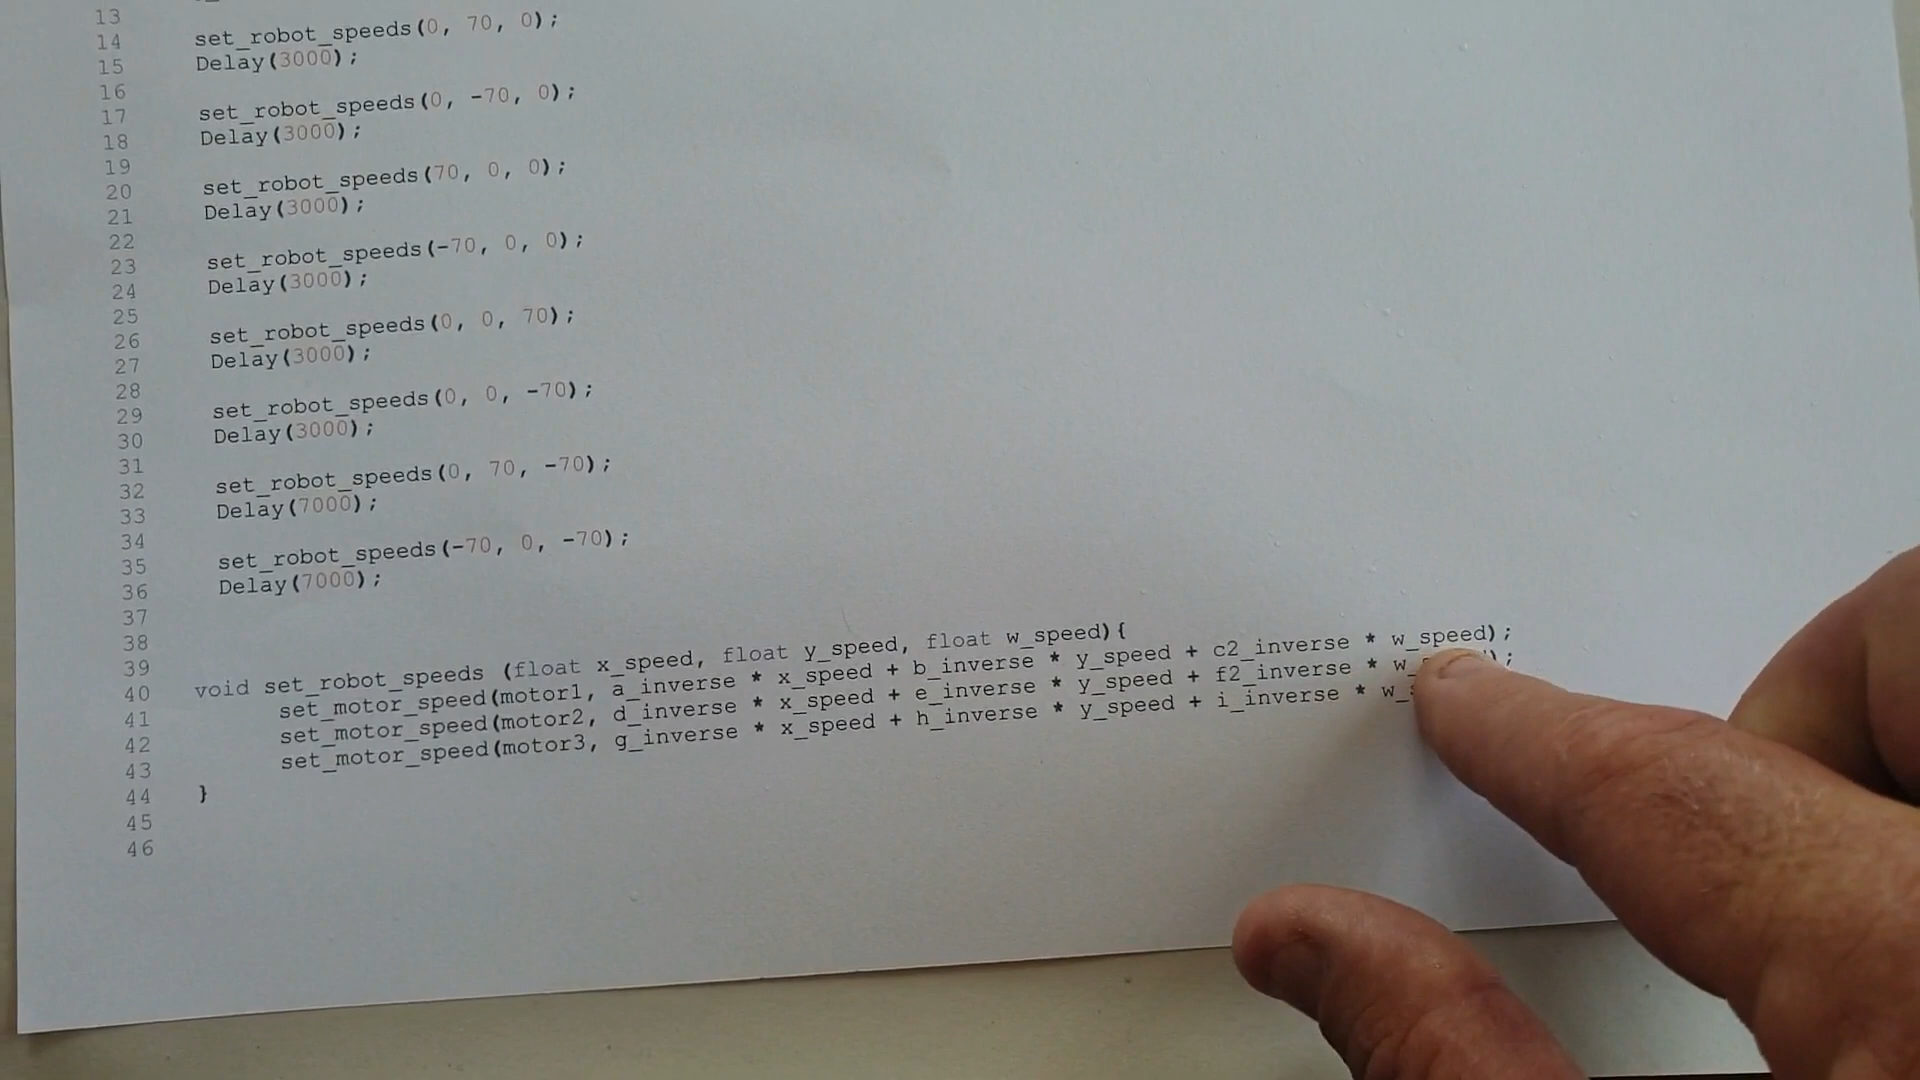 13
14 set_robot_speeds(0, 70, 0);
15 Delay(3000);
16
17 set_robot_speeds(0, -70, 0);
18 Delay(3000);
19
20 set_robot_speeds(70, 0, 0);
21 Delay(3000);
22
23 set_robot_speeds(-70, 0, 0);
24 Delay(3000);
25
26 set_robot_speeds(0, 0, 70);
27 Delay(3000);
28
29 set_robot_speeds(0, 0, -70);
30 Delay(3000);
31
32 set_robot_speeds(0, 70, -70);
33 Delay(7000);
34
35 set_robot_speeds(-70, 0, -70);
36 Delay(7000);
37
38
39
40 void set_robot_speeds (float x_speed, float y_speed, float w_speed){
41 set_motor_speed(motor1, a_inverse * x_speed + b_inverse * y_speed + c2_inverse * w_speed);
42 set_motor_speed(motor2, d_inverse * x_speed + e_inverse * y_speed + f2_inverse *
43 set_motor_speed(motor3, g_inverse * x_speed + h_inverse * y_speed + i_inverse *
44 }
45
46